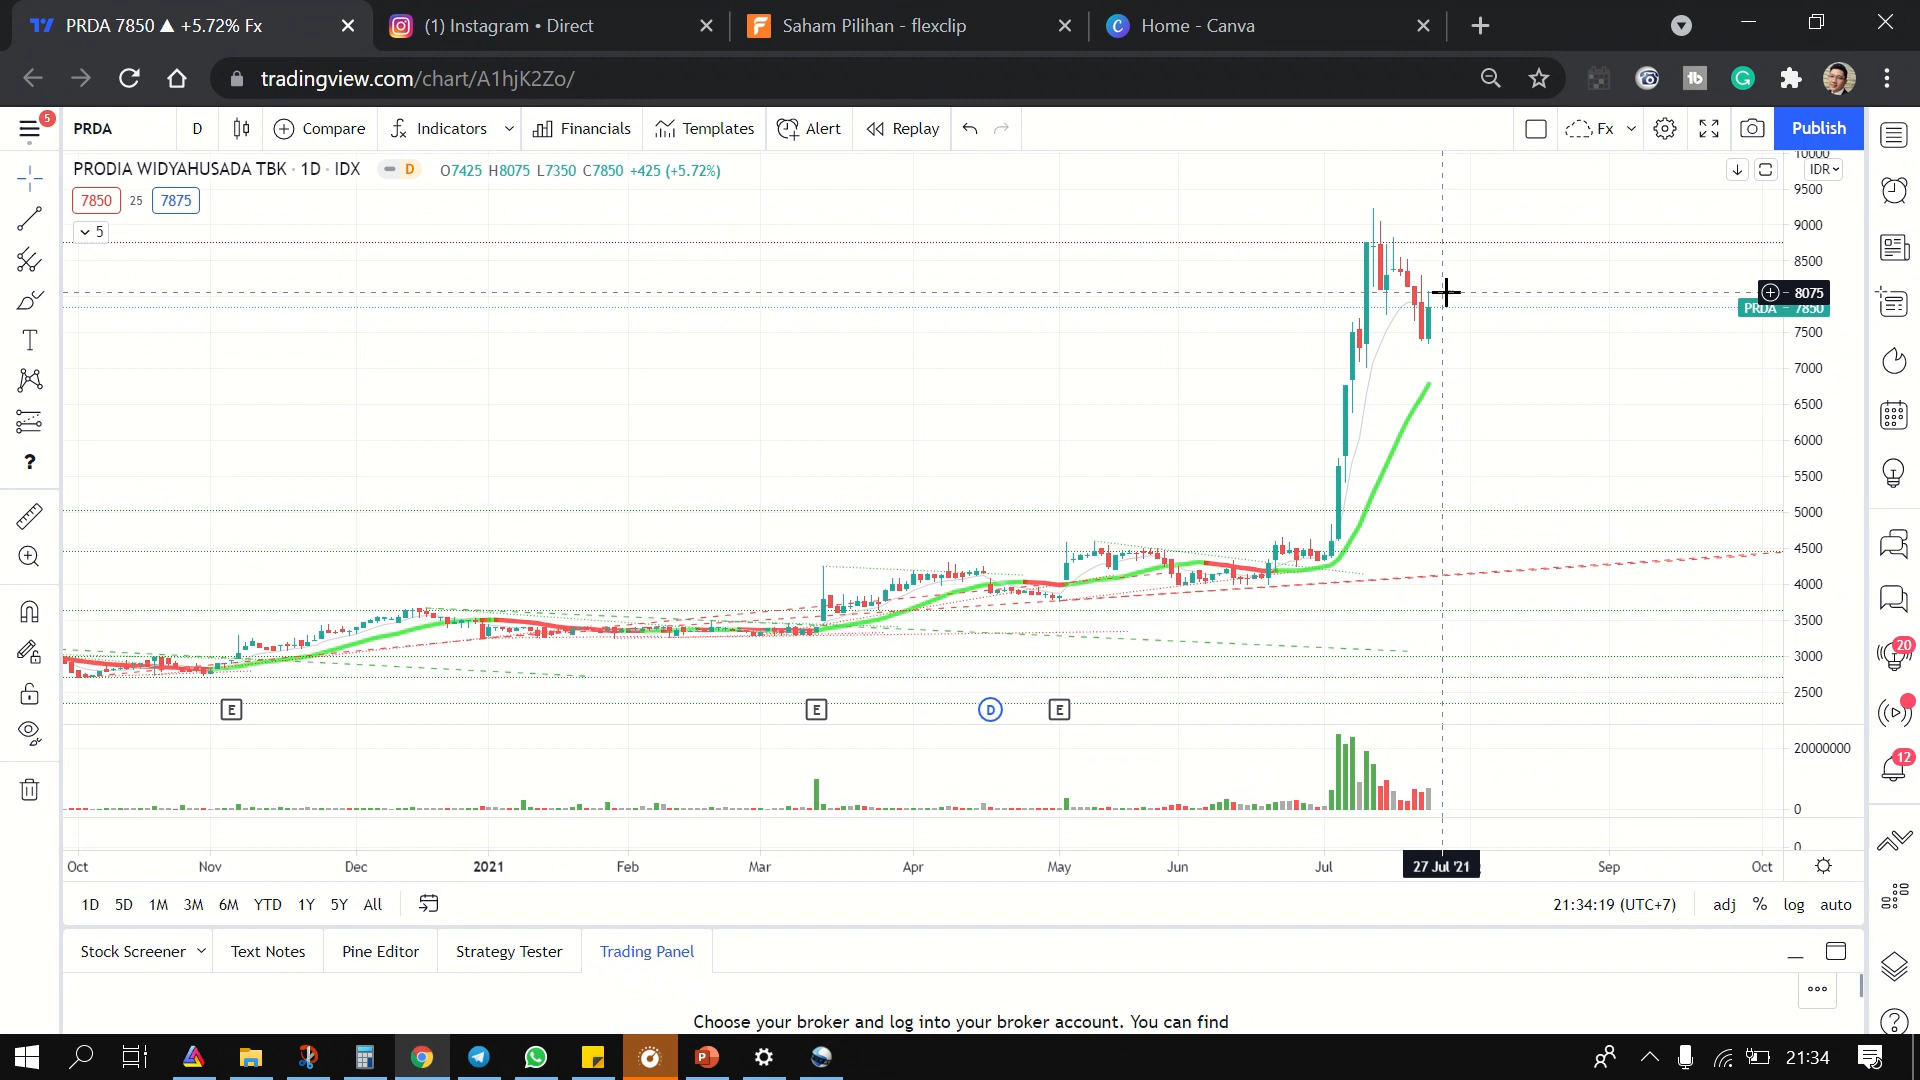 PRDA 7850 ▲ +5.72% Fx
(1) Instagram • Direct
Saham Pilihan - flexclip
Home - Canva
tradingview.com/chart/A1hjK2Zo/
5
PRDA
D
Compare
Indicators
Financials
Templates
Alert
Replay
Fx
Publish
PRODIA WIDYAHUSADA TBK · 1D · IDX
D
O7425 H8075 L7350 C7850 +425 (+5.72%)
IDR
7850
25
7875
5
10000
9500
9000
8500
8075
PRDA 7850
7500
7000
6500
6000
5500
5000
4500
4000
3500
3000
2500
E
E
D
E
20000000
0
0
Oct
Nov
Dec
2021
Feb
Mar
Apr
May
Jun
Jul
27 Jul '21
Sep
Oct
1D
5D
1M
3M
6M
YTD
1Y
5Y
All
21:34:19 (UTC+7)
adj
%
log
auto
20
12
Stock Screener
Text Notes
Pine Editor
Strategy Tester
Trading Panel
Choose your broker and log into your broker account. You can find
21:34